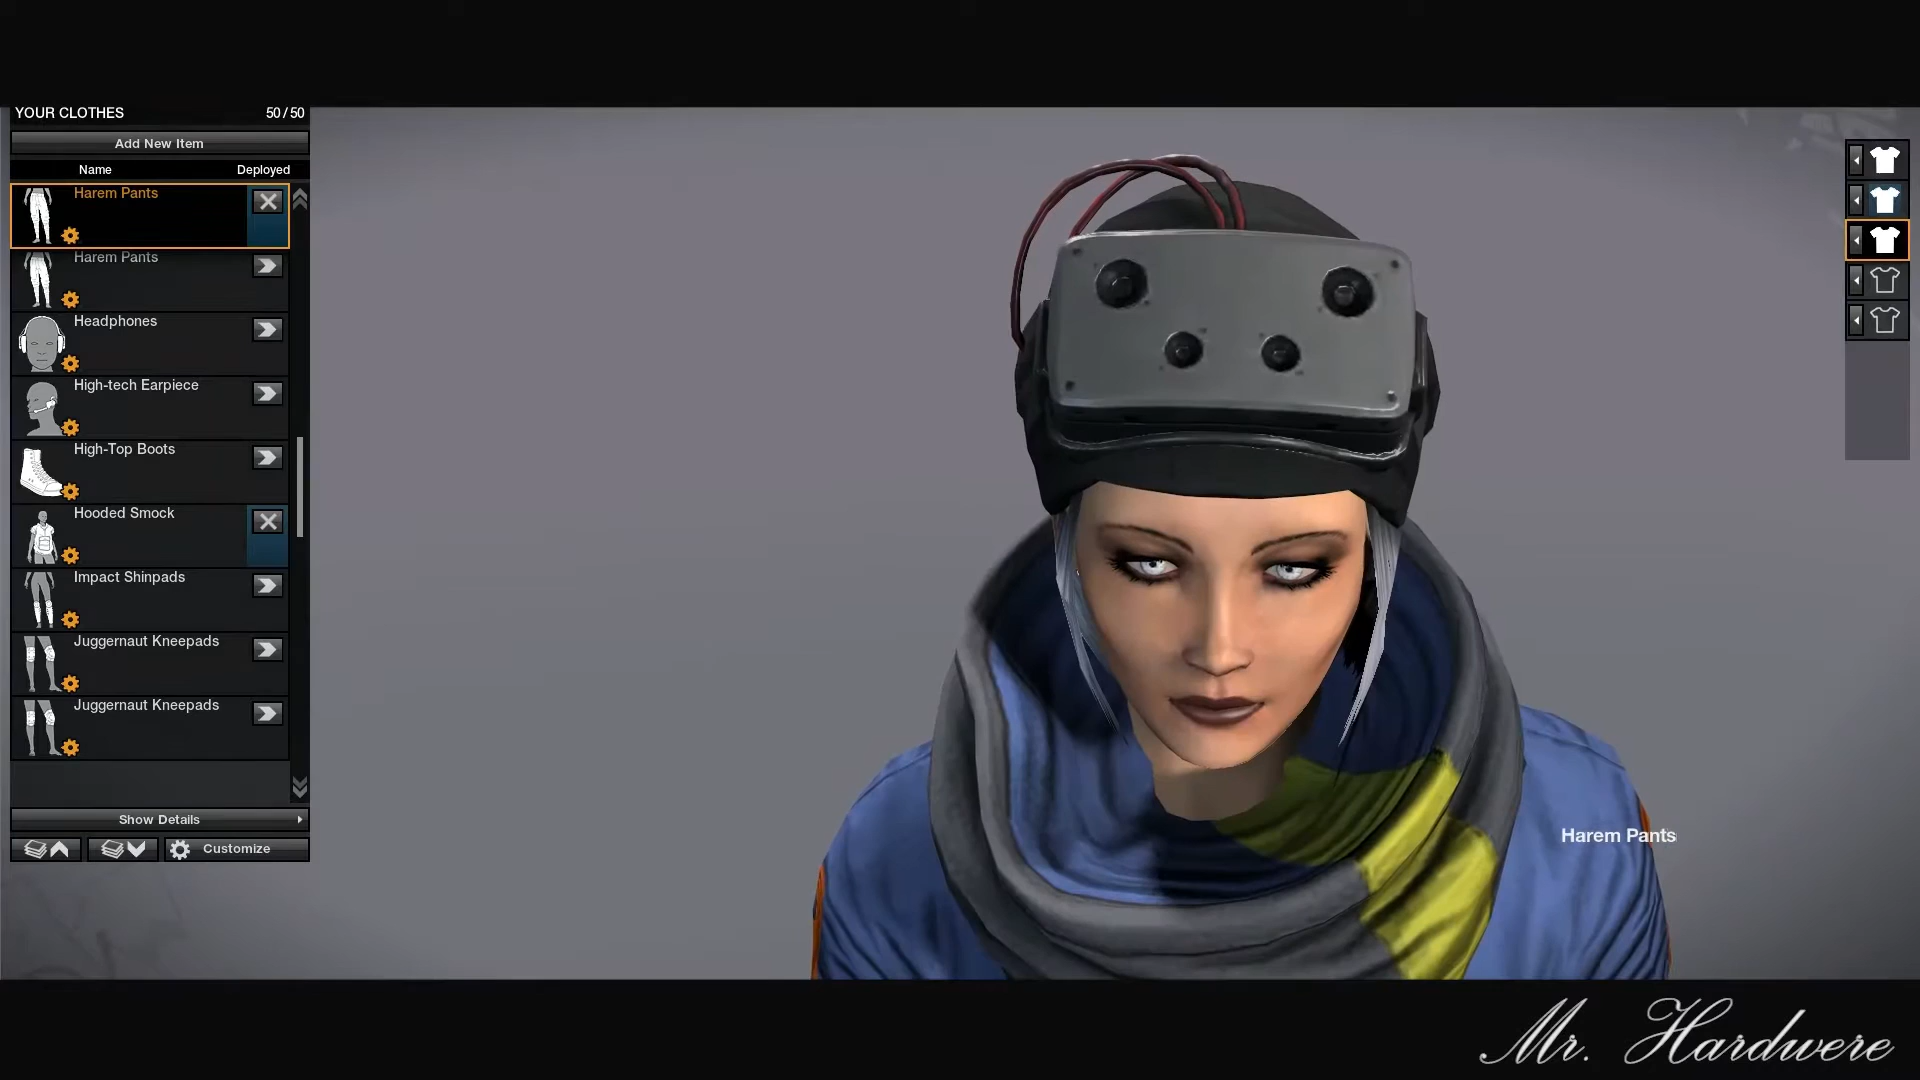 YOUR CLOTHES 50/50
Add New Item
Name Deployed
Harem Pants
Harem Pants
Headphones
High-tech Earpiece
High-Top Boots
Hooded Smock
Impact Shinpads
Juggernaut Kneepads
Juggernaut Kneepads
Show Details
Customize
Harem Pants
Mr. Hardwere